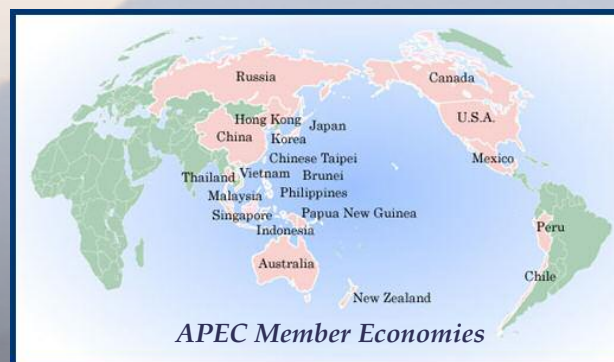 Russia
Canada
Hong Kong
U.S.A.
Japan
China
Korea
Chinese Taipei
Mexico
Thailand
Vietnam
Brunei
Malaysia
Philippines
Singapore
Papua New Guinea
Indonesia
Peru
Australia
Chile
New Zealand
APEC Member Economies